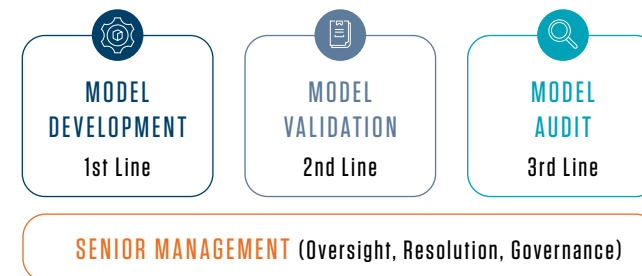 MODEL
DEVELOPMENT
1st Line
MODEL
VALIDATION
2nd Line
MODEL
AUDIT
3rd Line
SENIOR MANAGEMENT (Oversight, Resolution, Governance)